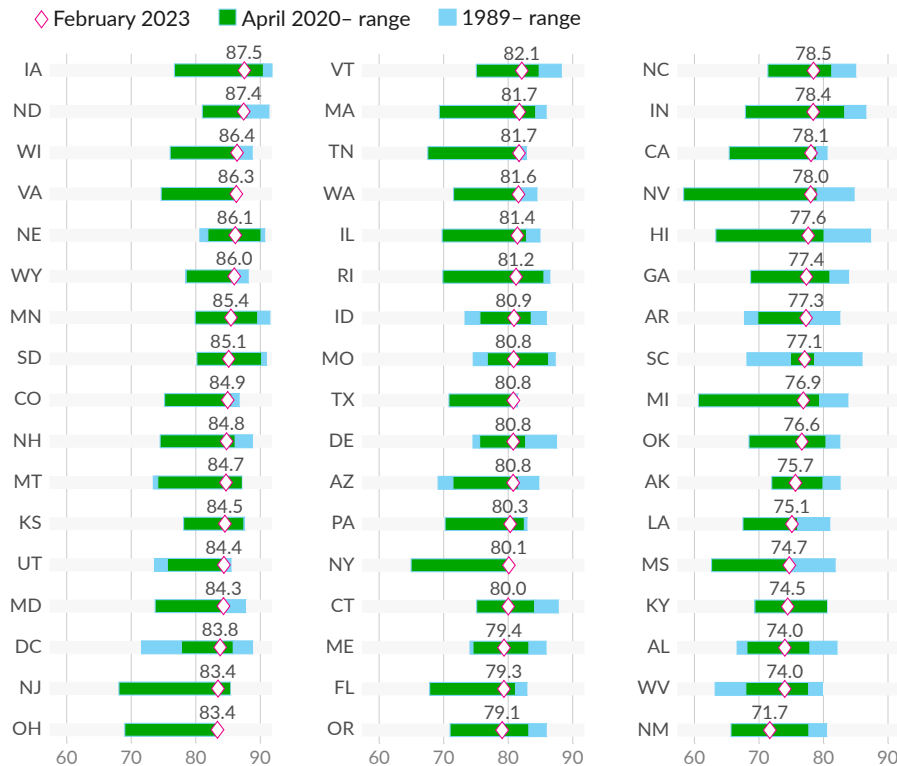 February 2023 April 2020– range 1989– range
87.5 82.1 78.5
IA VT NC
87.4 81.7 78.4
ND MA IN
86.4 81.7 78.1
WI TN CA
86.3 81.6 78.0
VA WA NV
86.1 81.4 77.6
NE IL HI
86.0 81.2 77.4
WY RI GA
85.4 80.9 77.3
MN ID AR
85.1 80.8 77.1
SD MO SC
84.9 80.8 76.9
CO TX MI
84.8 80.8 76.6
NH DE OK
84.7 80.8 75.7
MT AZ AK
84.5 80.3 75.1
KS PA LA
84.4 80.1 74.7
UT NY MS
84.3 80.0 74.5
MD CT KY
83.8 79.4 74.0
DC ME AL
83.4 79.3 74.0
NJ FL WV
83.4 79.1 71.7
OH OR NM
60 70 80 90 60 70 80 90 60 70 80 90